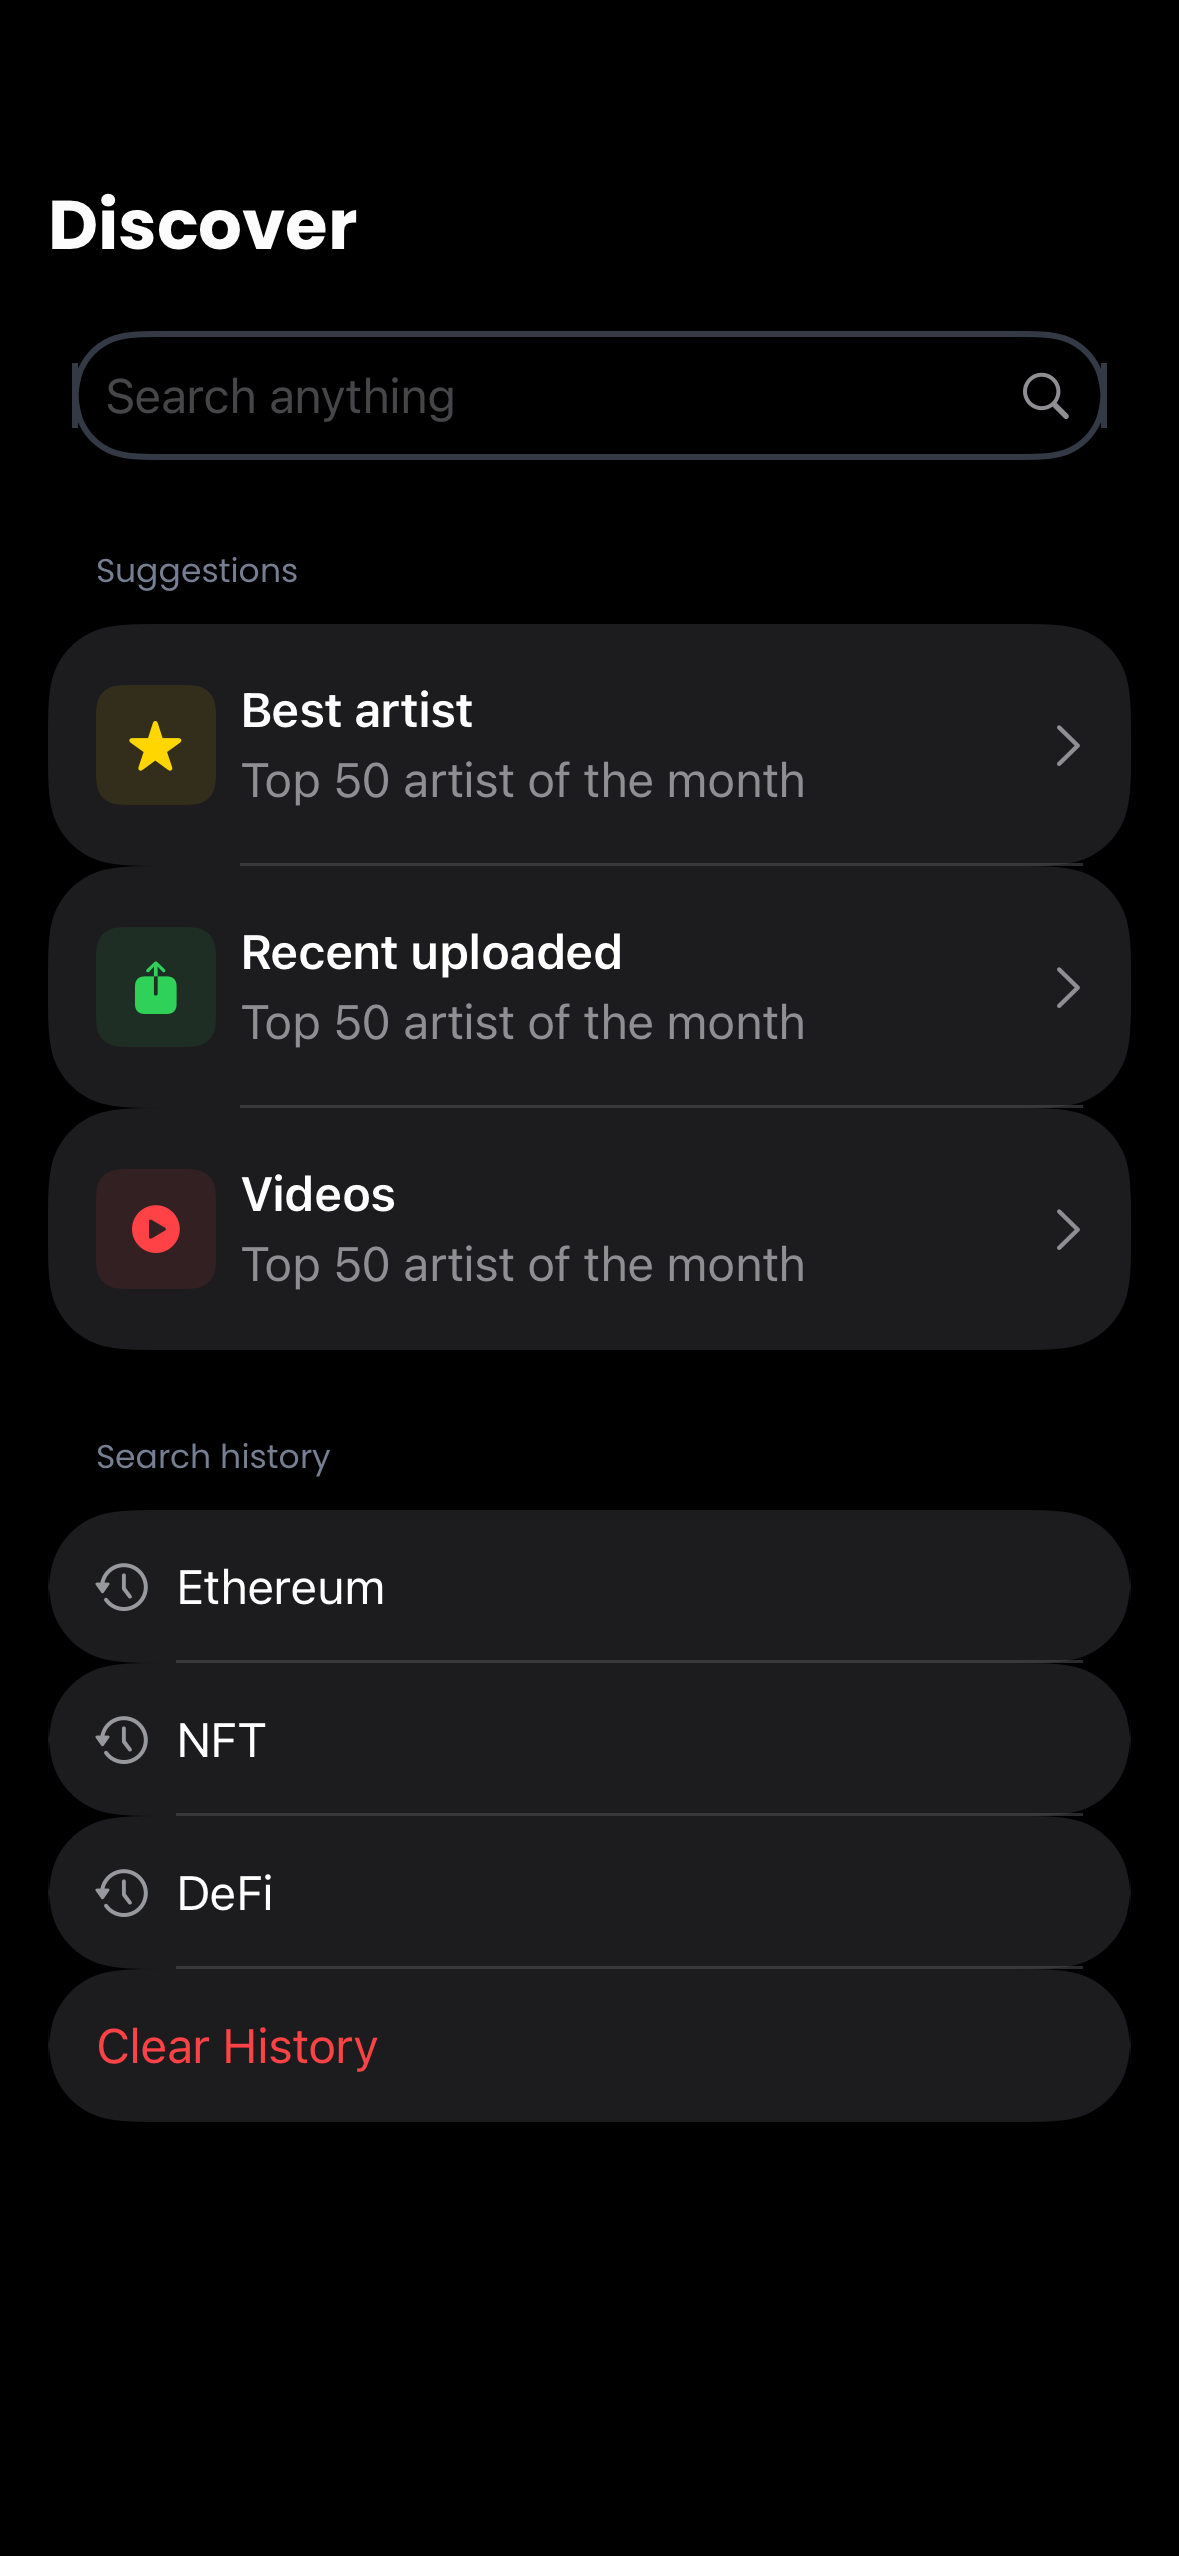 Discover
Search anything
Suggestions
Best artist
Top 50 artist of the month
Recent uploaded
Top 50 artist of the month
Videos
Top 50 artist of the month
Search history
Ethereum
NFT
DeFi
Clear History